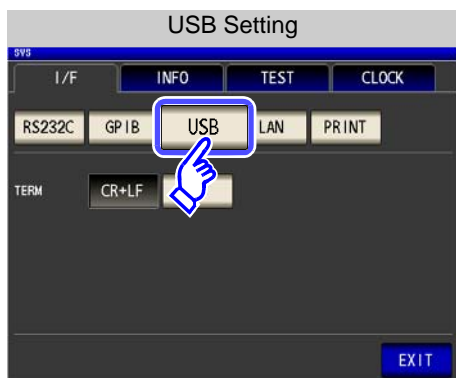 USB Setting
SYS
I/F INFO TEST CLOCK
RS232C GPIB USB LAN PRINT
TERM CR+LF
EXIT